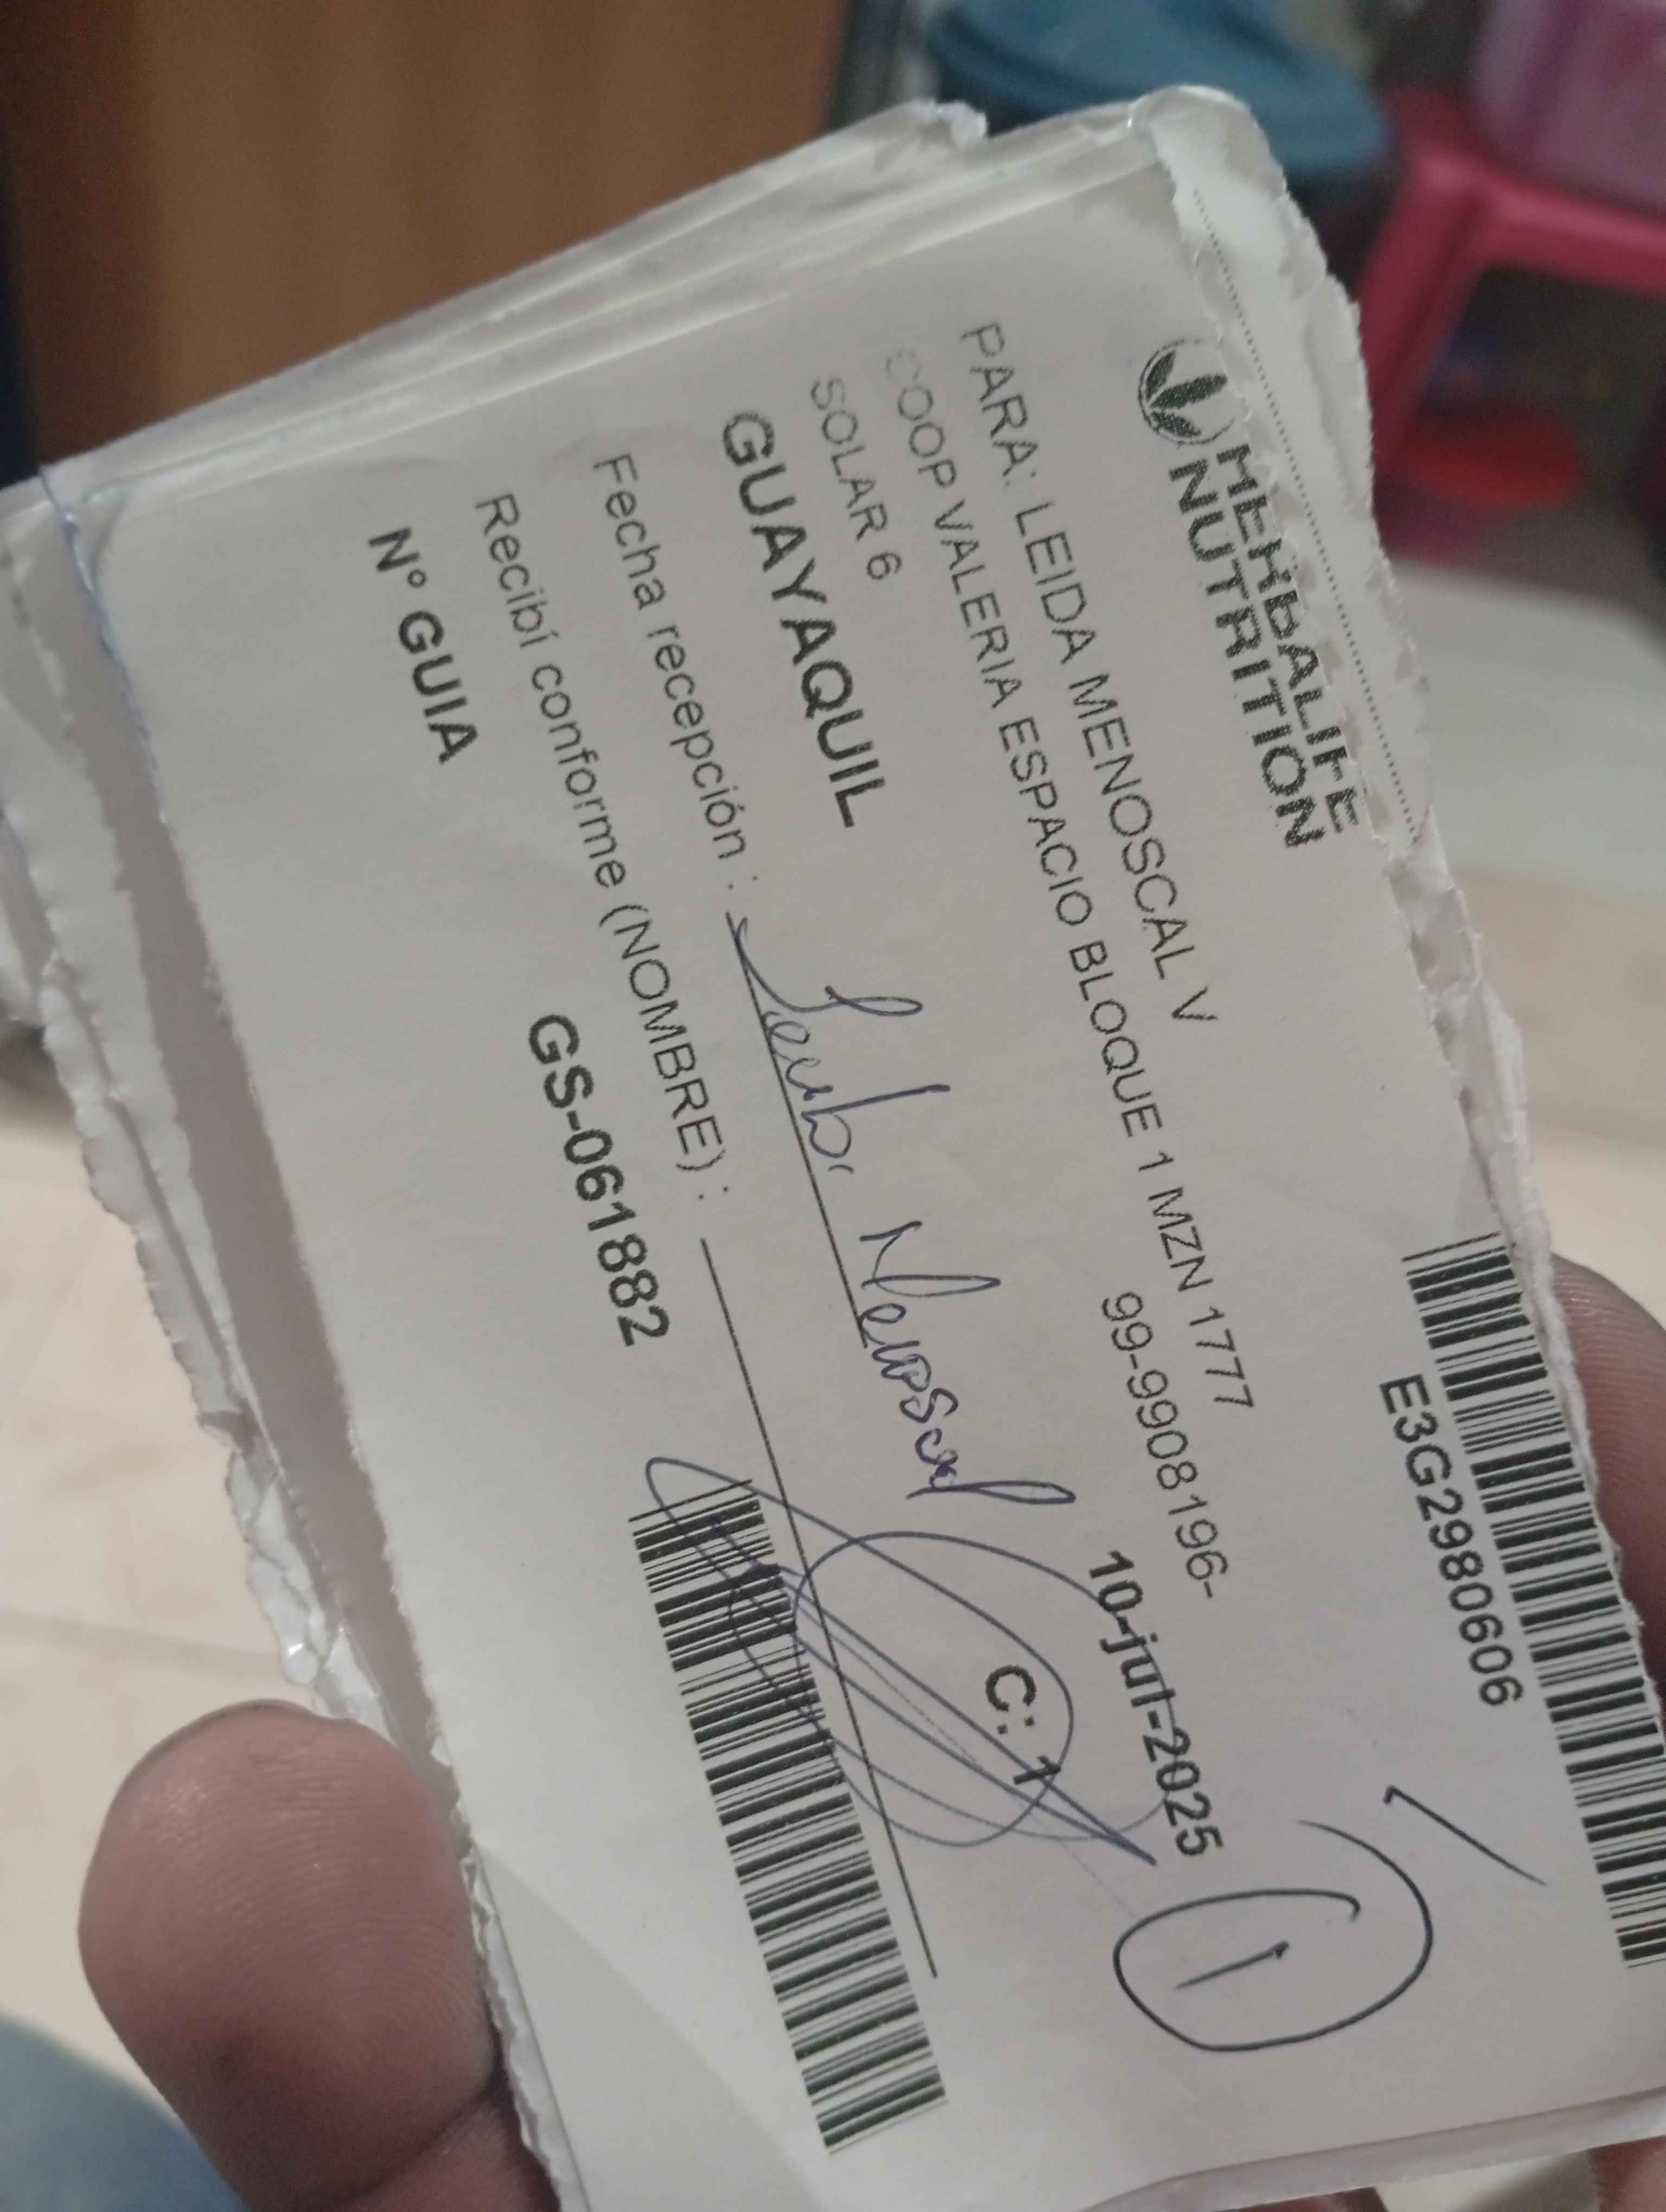 HERBALIFE
NUTRITION
E3G2980606
PARA: LEIDA MENOSCAL V
COOP VALERIA ESPACIO BLOQUE 1 MZN 1777
SOLAR 6
99-9908196-
GUAYAQUIL
10-jul-2025
1
Fecha recepción :
C: 1
Recibí conforme (NOMBRE) :
N° GUIA
GS-061882